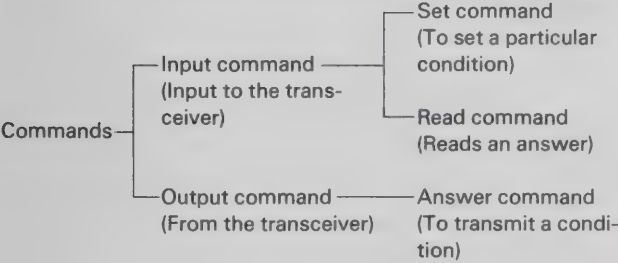 Commands
Input command
(Input to the trans-
ceiver)
Set command
(To set a particular
condition)
Read command
(Reads an answer)
Output command
(From the transceiver)
Answer command
(To transmit a condi-
tion)